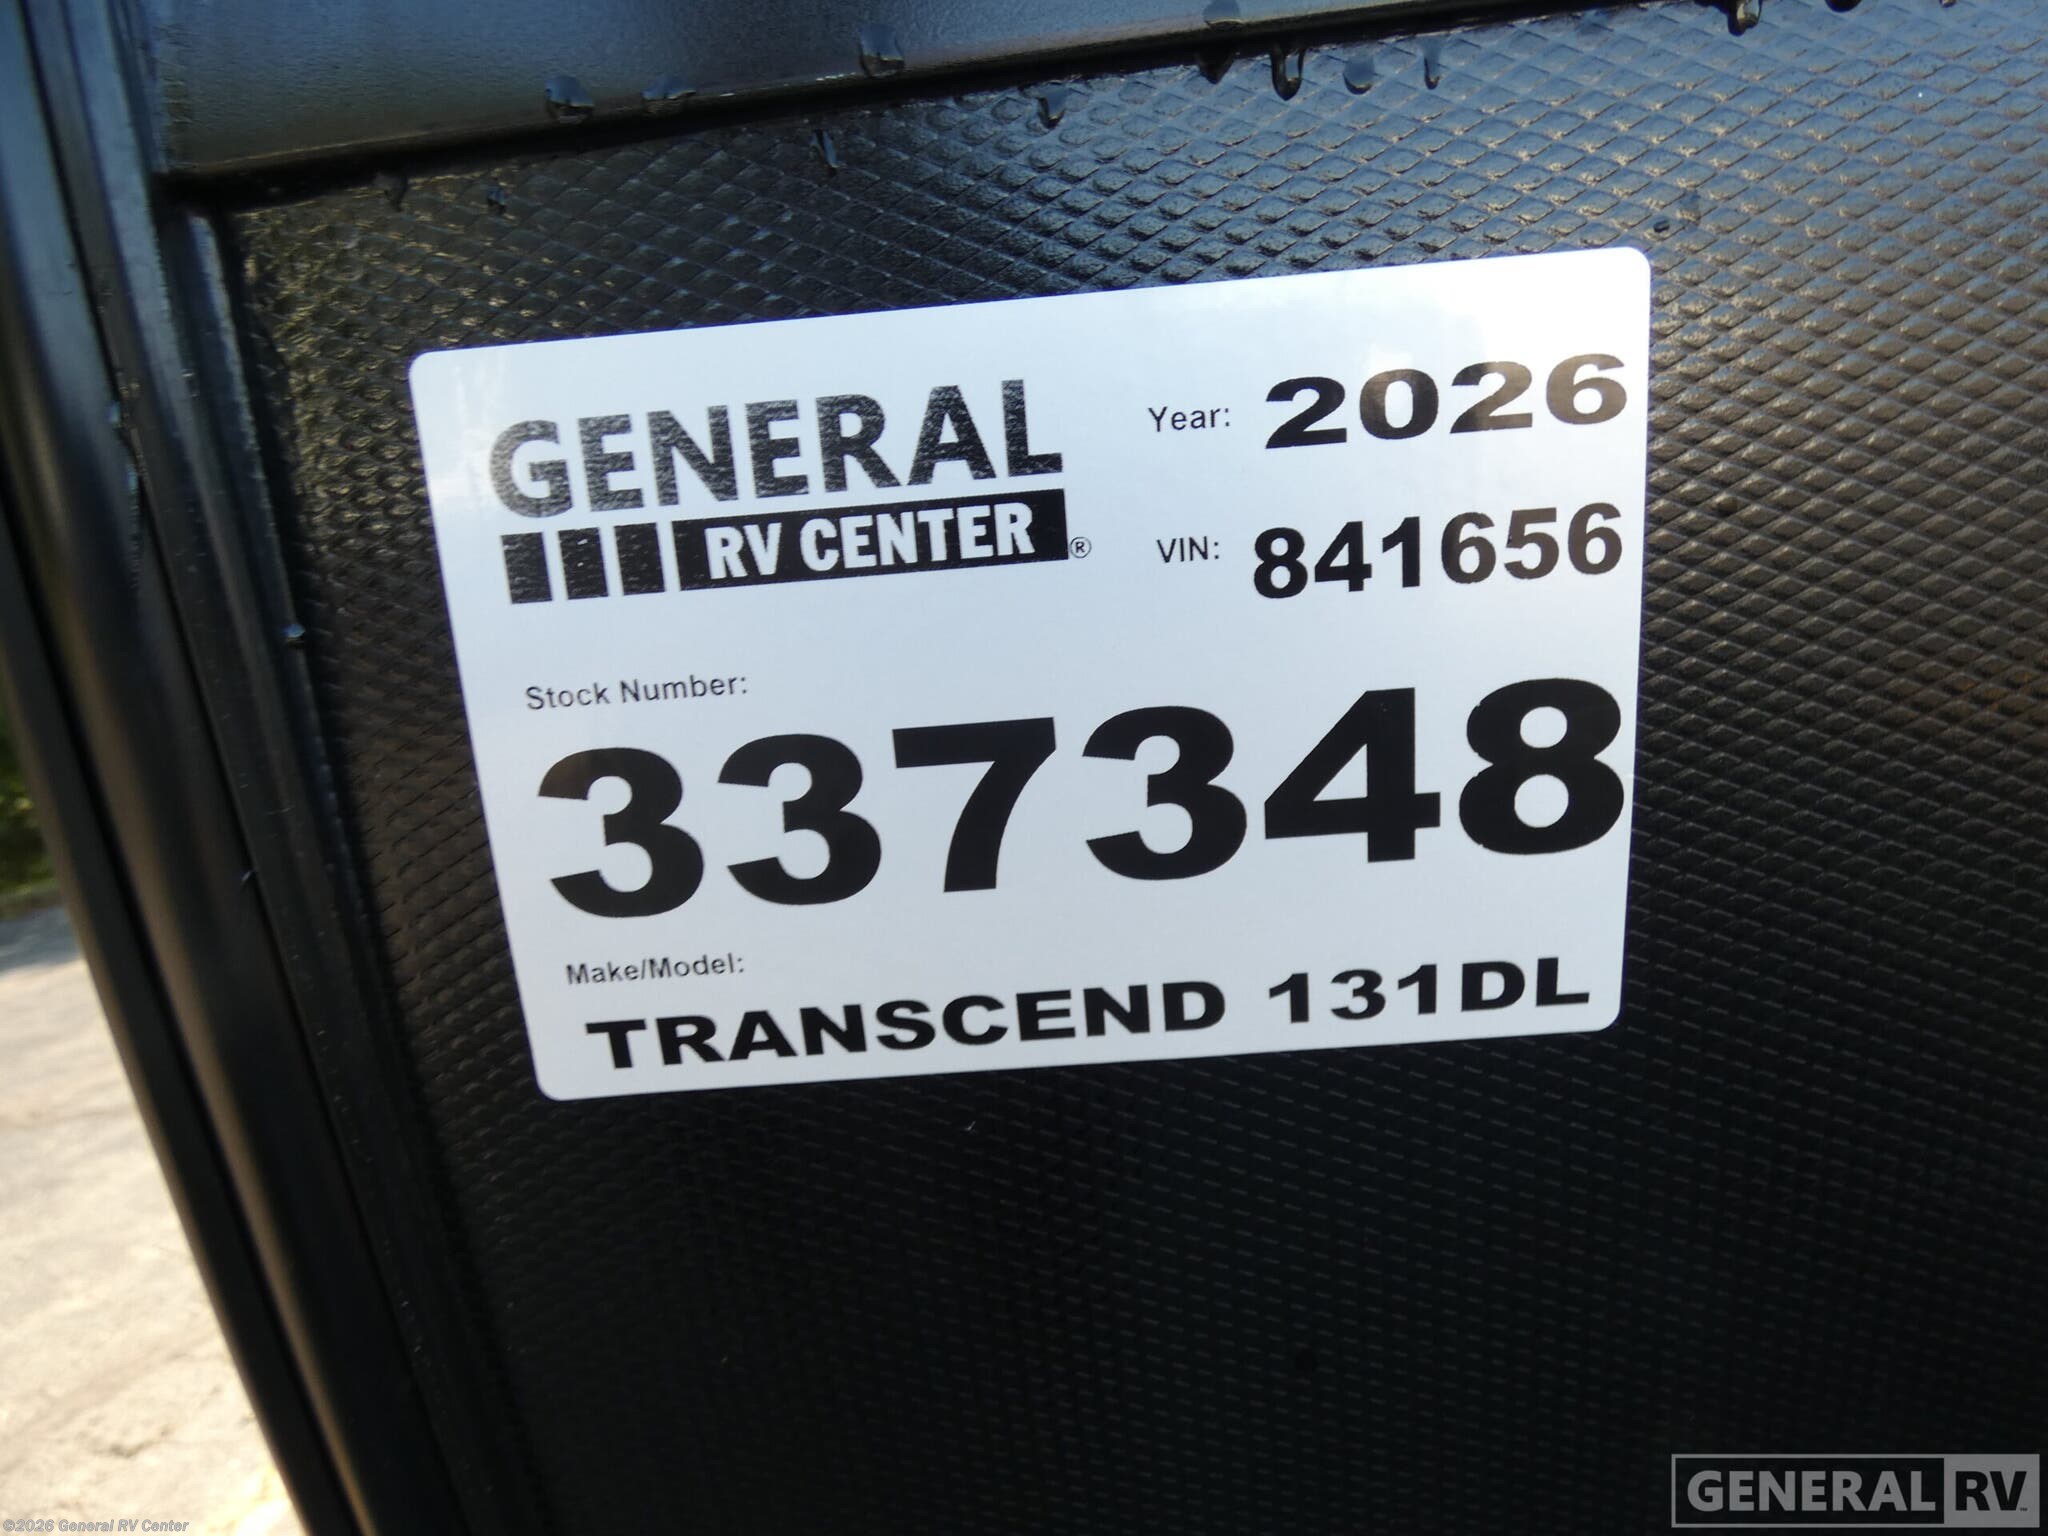 GENERAL
RV CENTER®
Year: 2026
VIN: 841656
Stock Number:
337348
Make/Model:
TRANSCEND 131DL
©2026 General RV Center
GENERAL RV™